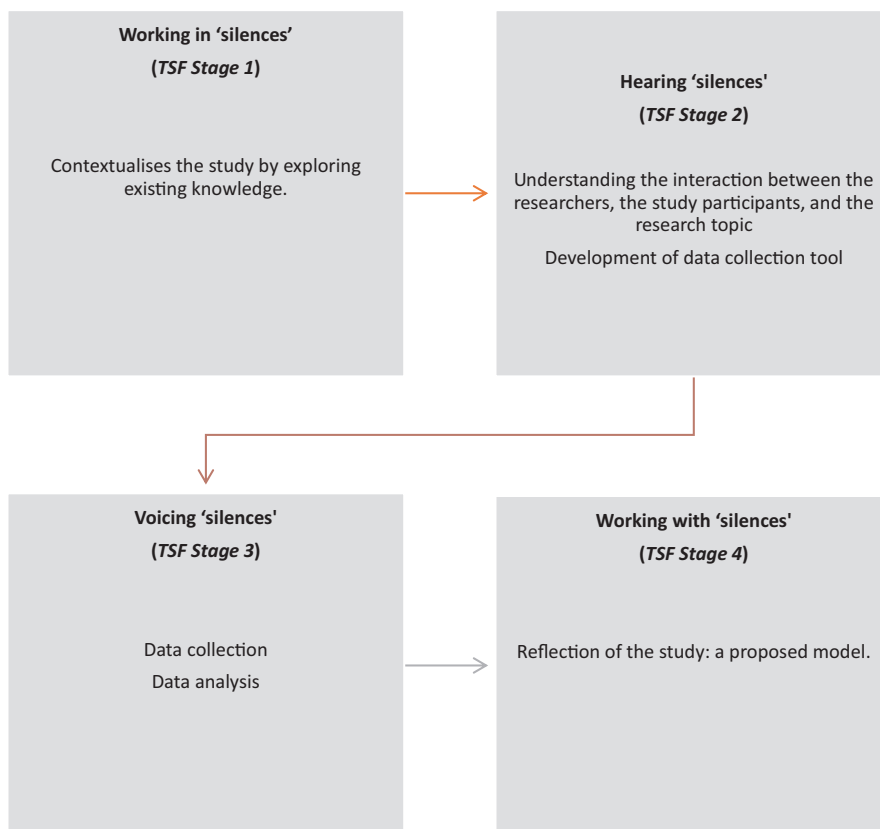 Working in ‘silences’
(TSF Stage 1)
Contextualises the study by exploring
existing knowledge.
Hearing ‘silences'
(TSF Stage 2)
Understanding the interaction between the
researchers, the study participants, and the
research topic
Development of data collection tool
Voicing ‘silences'
(TSF Stage 3)
Data collection
Data analysis
Working with ‘silences'
(TSF Stage 4)
Reflection of the study: a proposed model.